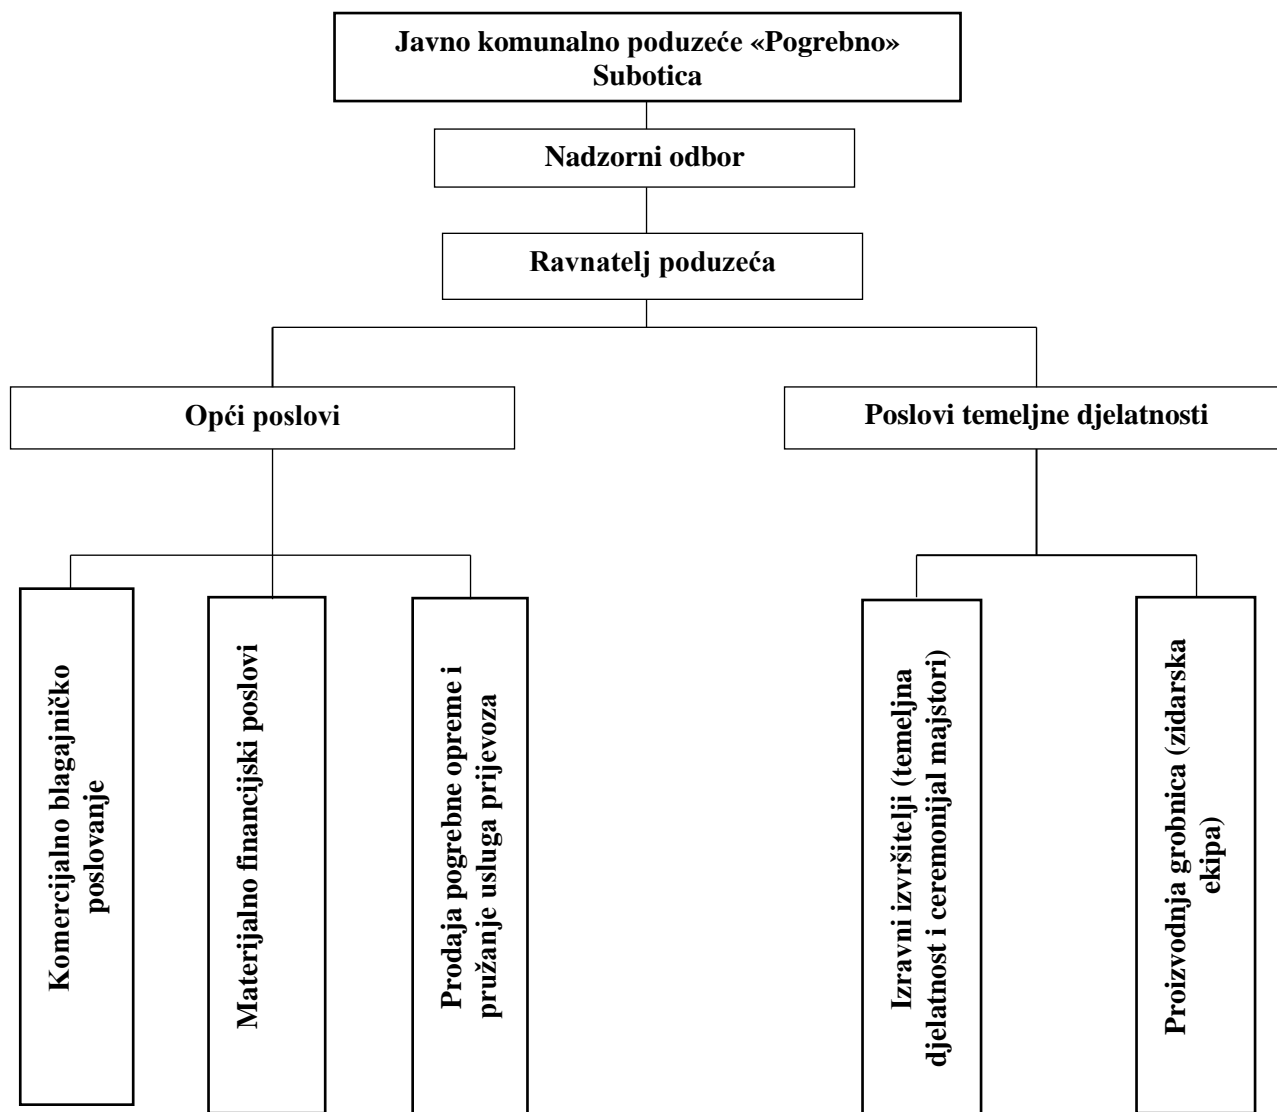 Javno komunalno poduzeće «Pogrebno»
Subotica
Nadzorni odbor
Ravnatelj poduzeća
Opći poslovi
Poslovi temeljne djelatnosti
Komercijalno blagajničko
poslovanje
Materijalno financijski poslovi
Prodaja pogrebne opreme i
pružanje usluga prijevoza
Izravni izvršitelji (temeljna
djelatnost i ceremonijal majstori)
Proizvodnja grobnica (zidarska
ekipa)